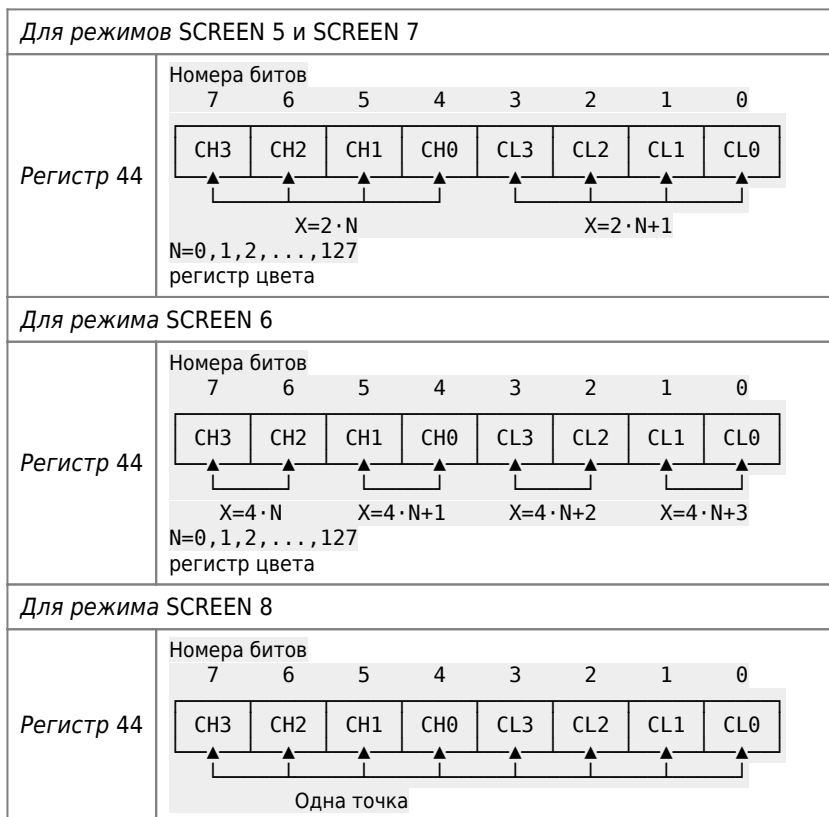 Для режимов SCREEN 5 и SCREEN 7
Регистр 44
Номера битов
7 6 5 4 3 2 1 0
CH3 CH2 CH1 CH0 CL3 CL2 CL1 CL0
X=2·N X=2·N+1
N=0,1,2,...,127
регистр цвета
Для режима SCREEN 6
Регистр 44
Номера битов
7 6 5 4 3 2 1 0
CH3 CH2 CH1 CH0 CL3 CL2 CL1 CL0
X=4·N X=4·N+1 X=4·N+2 X=4·N+3
N=0,1,2,...,127
регистр цвета
Для режима SCREEN 8
Регистр 44
Номера битов
7 6 5 4 3 2 1 0
CH3 CH2 CH1 CH0 CL3 CL2 CL1 CL0
Одна точка